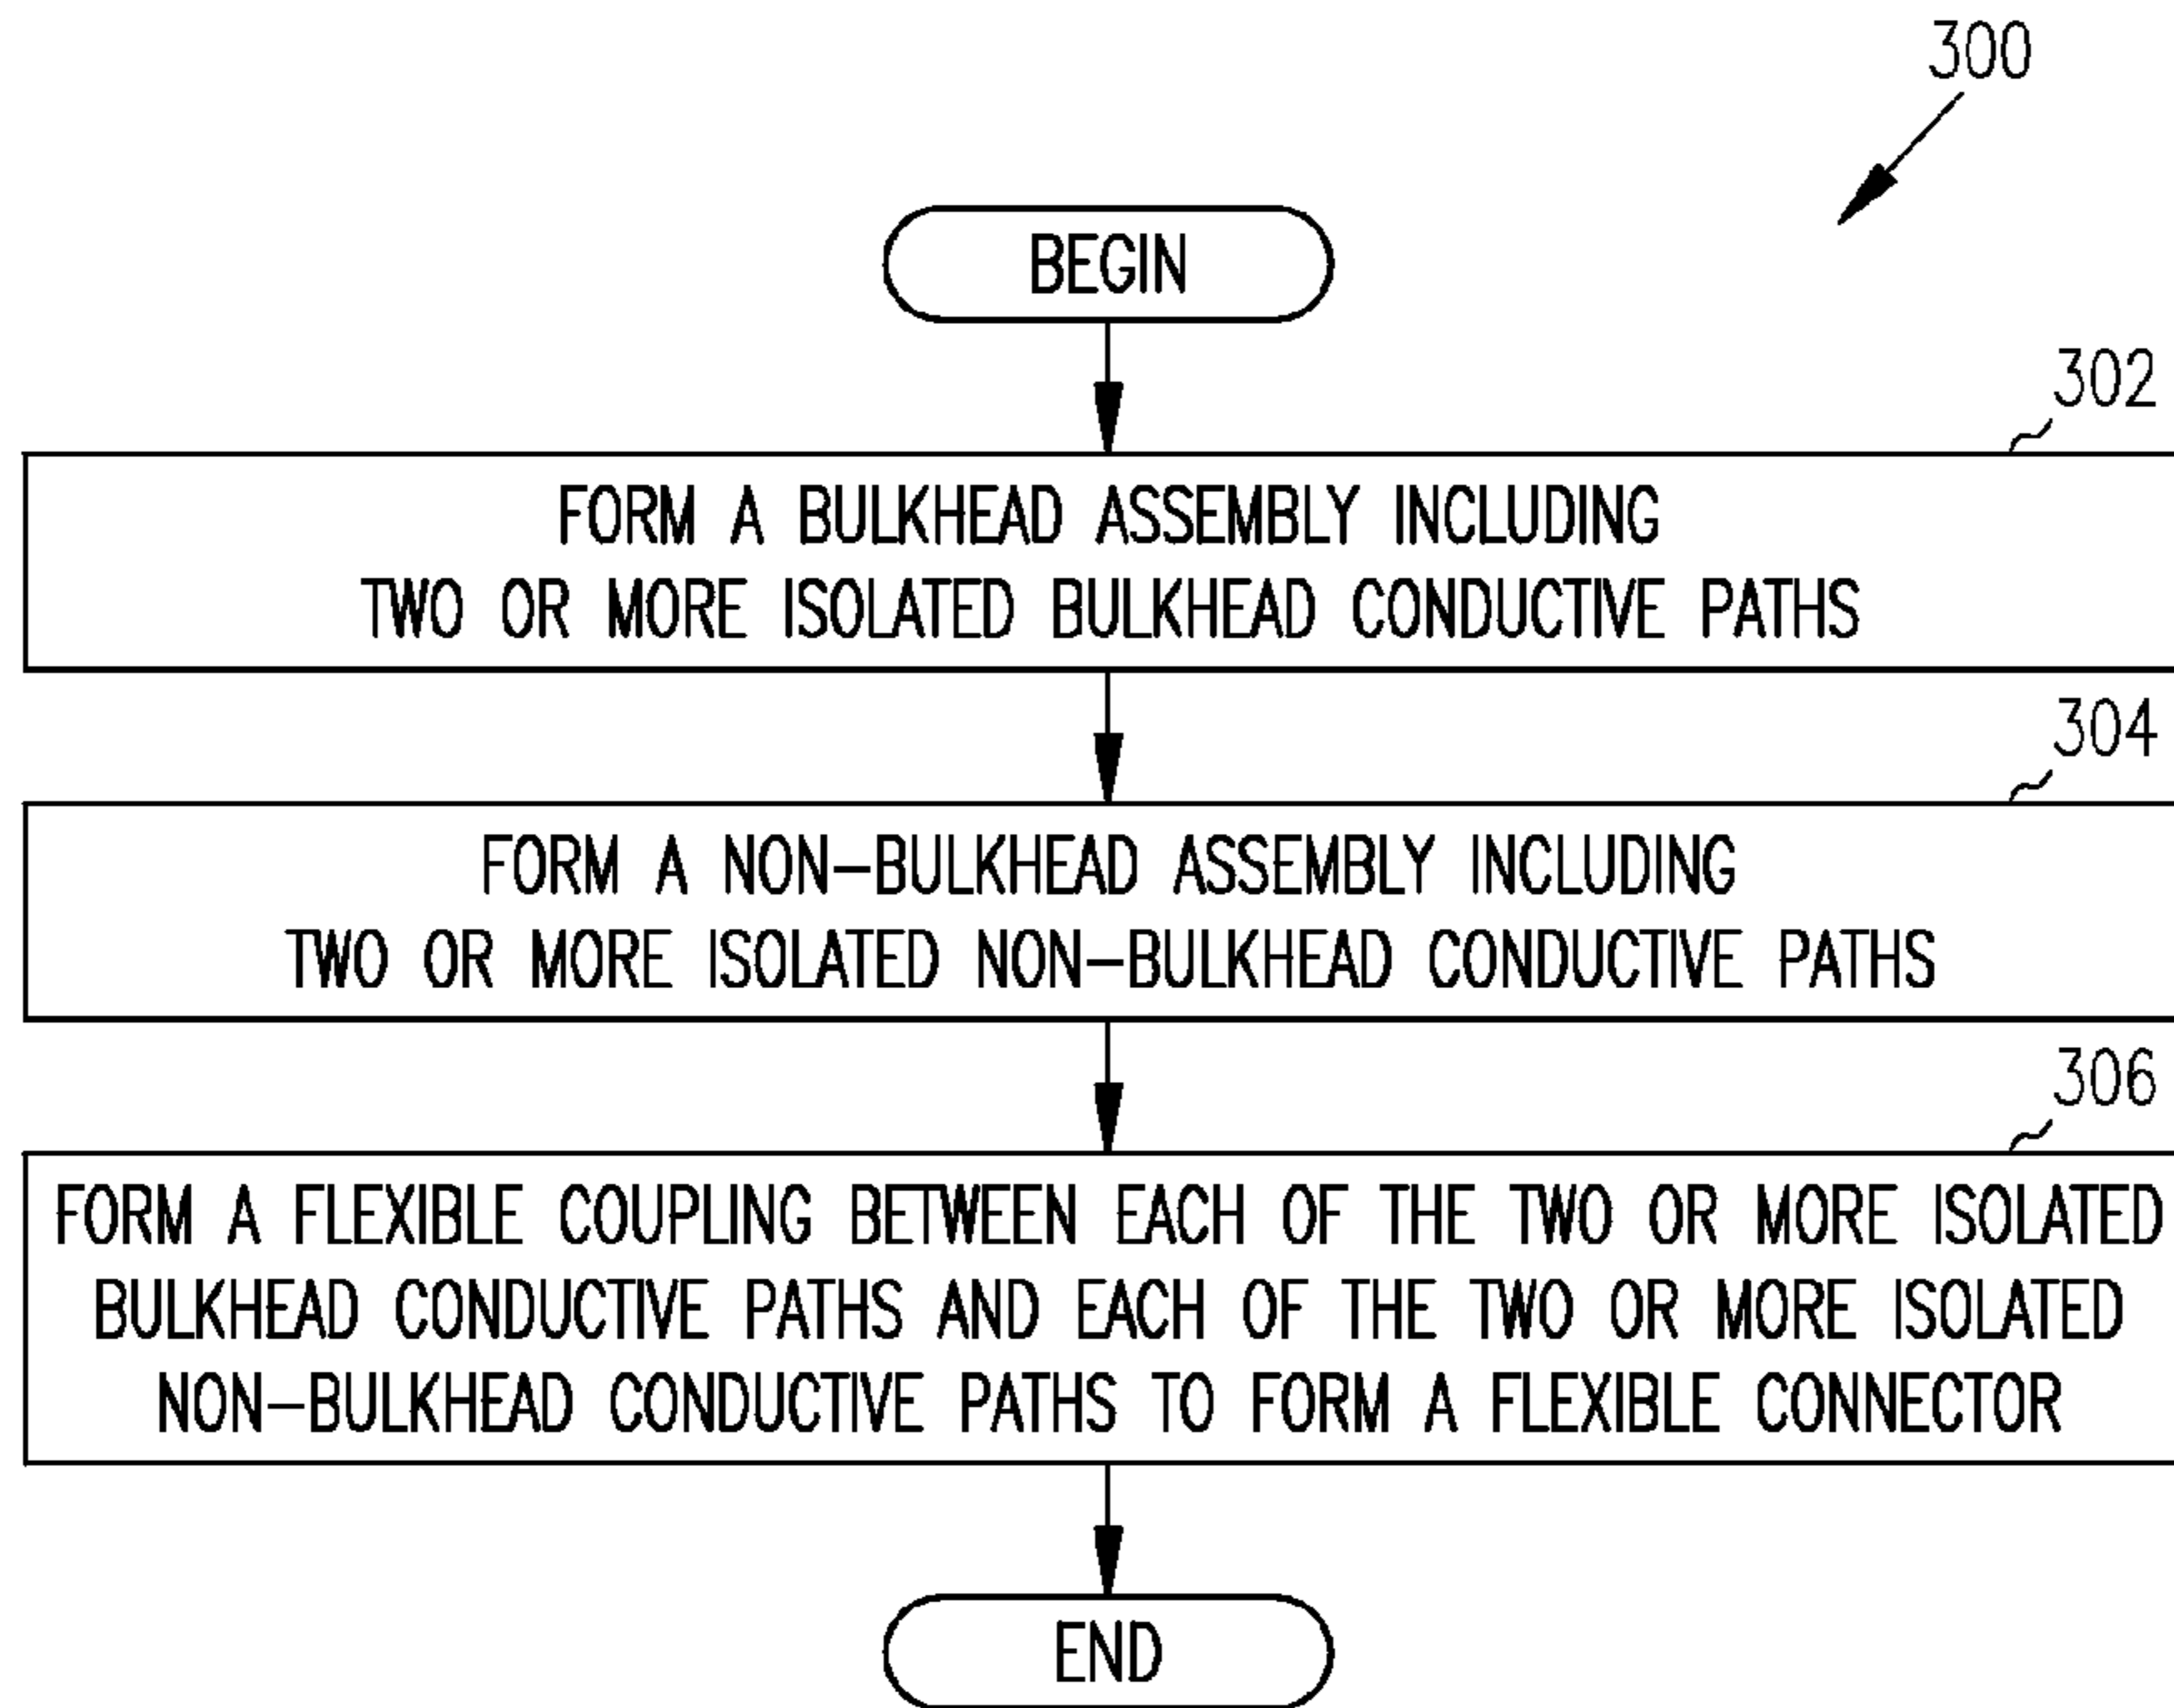 300
BEGIN
302
FORM A BULKHEAD ASSEMBLY INCLUDING
TWO OR MORE ISOLATED BULKHEAD CONDUCTIVE PATHS
304
FORM A NON-BULKHEAD ASSEMBLY INCLUDING
TWO OR MORE ISOLATED NON-BULKHEAD CONDUCTIVE PATHS
306
FORM A FLEXIBLE COUPLING BETWEEN EACH OF THE TWO OR MORE ISOLATED
BULKHEAD CONDUCTIVE PATHS AND EACH OF THE TWO OR MORE ISOLATED
NON-BULKHEAD CONDUCTIVE PATHS TO FORM A FLEXIBLE CONNECTOR
END